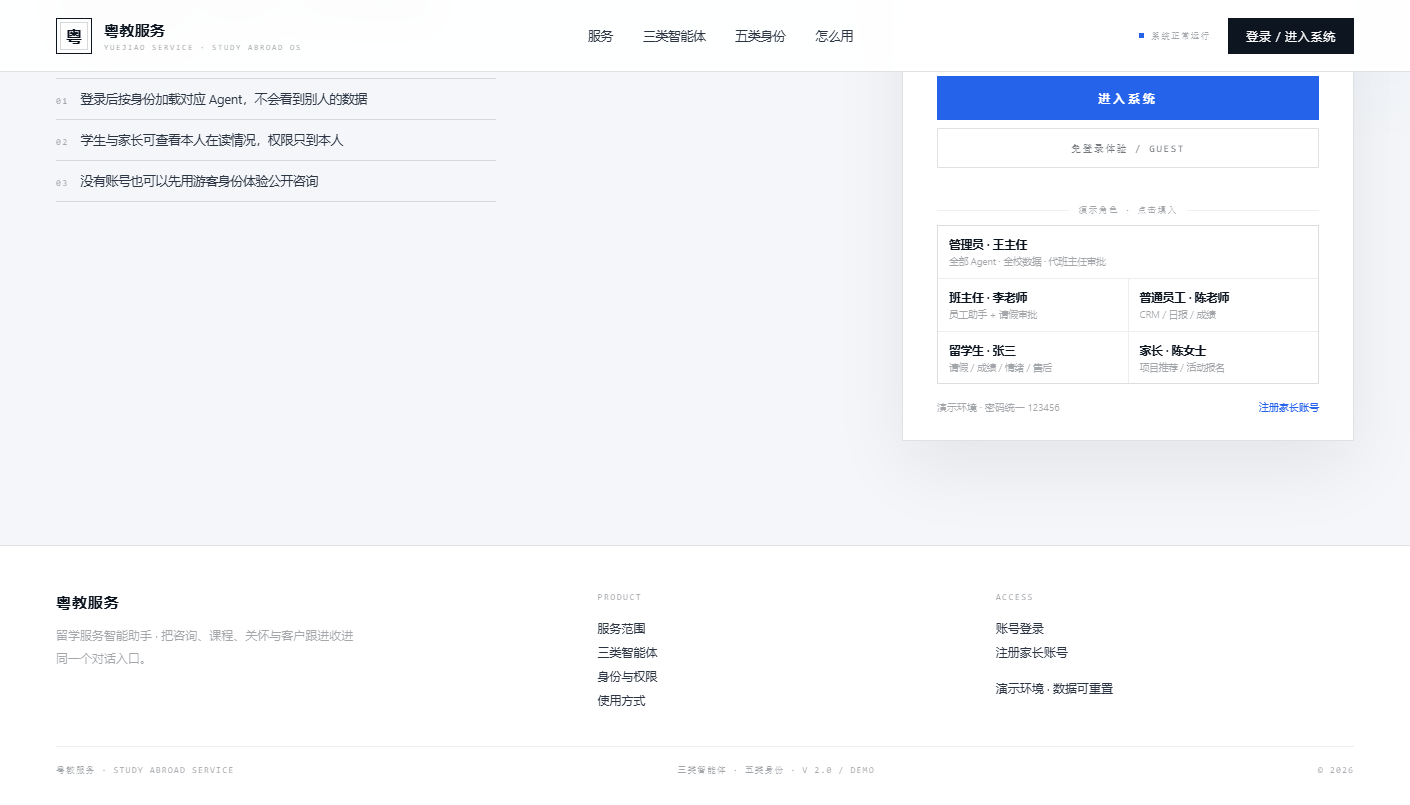 粤
粤教服务
YUEJIAO SERVICE · STUDY ABROAD OS
服务
三类智能体
五类身份
怎么用
系统正常运行
登录 / 进入系统
01 登录后按身份加载对应 Agent，不会看到别人的数据
02 学生与家长可查看本人在读情况，权限只到本人
03 没有账号也可以先用游客身份体验公开咨询
进入系统
免登录体验 / GUEST
演示角色 · 点击填入
管理员 · 王主任
全部 Agent · 全校数据 · 代班主任审批
班主任 · 李老师
员工助手 + 请假审批
普通员工 · 陈老师
CRM / 日报 / 成绩
留学生 · 张三
请假 / 成绩 / 情绪 / 售后
家长 · 陈女士
项目推荐 / 活动报名
演示环境 · 密码统一 123456
注册家长账号
粤教服务
留学服务智能助手 · 把咨询、课程、关怀与客户跟进收进
同一个对话入口。
PRODUCT
服务范围
三类智能体
身份与权限
使用方式
ACCESS
账号登录
注册家长账号
演示环境 · 数据可重置
粤教服务 · STUDY ABROAD SERVICE
三类智能体 · 五类身份 · V 2.0 / DEMO
© 2026